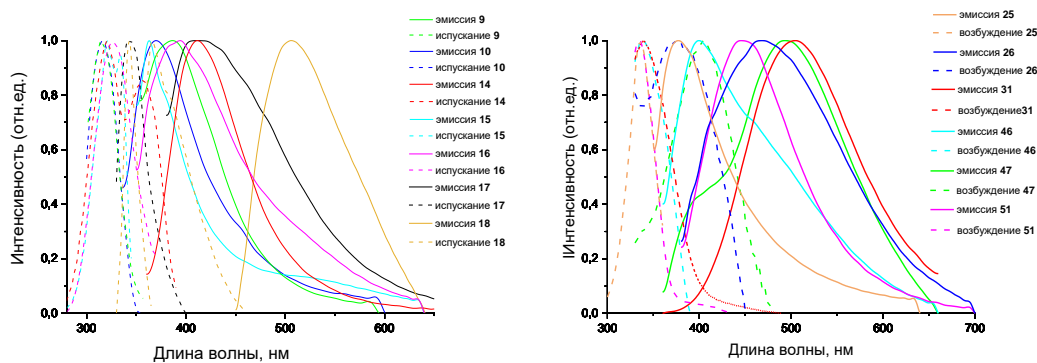 Интенсивность (отн.ед.)
1,0
0,8
0,6
0,4
0,2
0,0
300
400
500
600
Длина волны, нм
эмиссия 9
испускание 9
эмиссия 10
испускание 10
эмиссия 14
испускание 14
эмиссия 15
испускание 15
эмиссия 16
испускание 16
эмиссия 17
испускание 17
эмиссия 18
испускание 18
IИнтенсивность (отн.ед.)
1,0
0,8
0,6
0,4
0,2
0,0
300
400
500
600
700
Длина волны, нм
эмиссия 25
возбуждение 25
эмиссия 26
возбуждение 26
эмиссия 31
возбуждение31
эмиссия 46
возбуждение 46
эмиссия 47
возбуждение 47
эмиссия 51
возбуждение 51